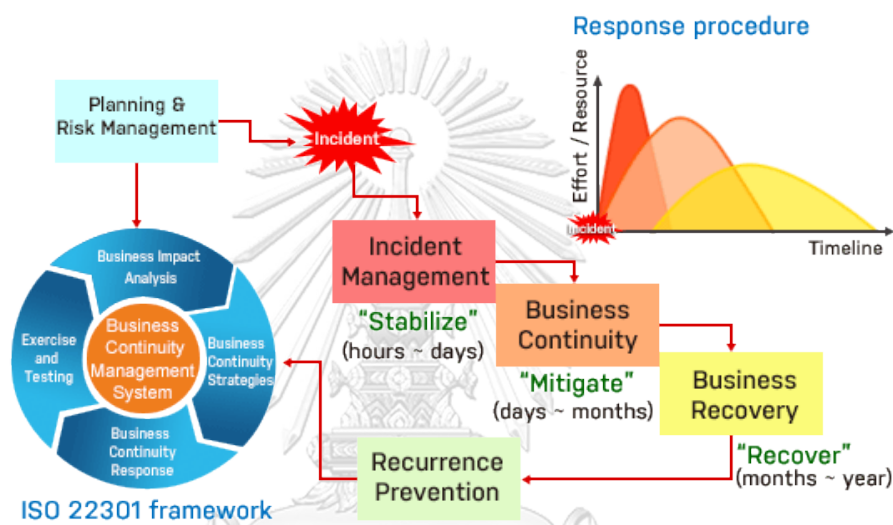 Response procedure
Planning &
Risk Management
Incident
Effort / Resource
Incident
Timeline
Incident
Management
"Stabilize"
(hours ~ days)
Business
Continuity
"Mitigate"
(days ~ months)
Business
Recovery
"Recover"
(months ~ year)
Recurrence
Prevention
Business Impact
Analysis
Exercise
and
Testing
Business
Continuity
Management
System
Business
Continuity
Strategies
Business
Continuity
Response
ISO 22301 framework